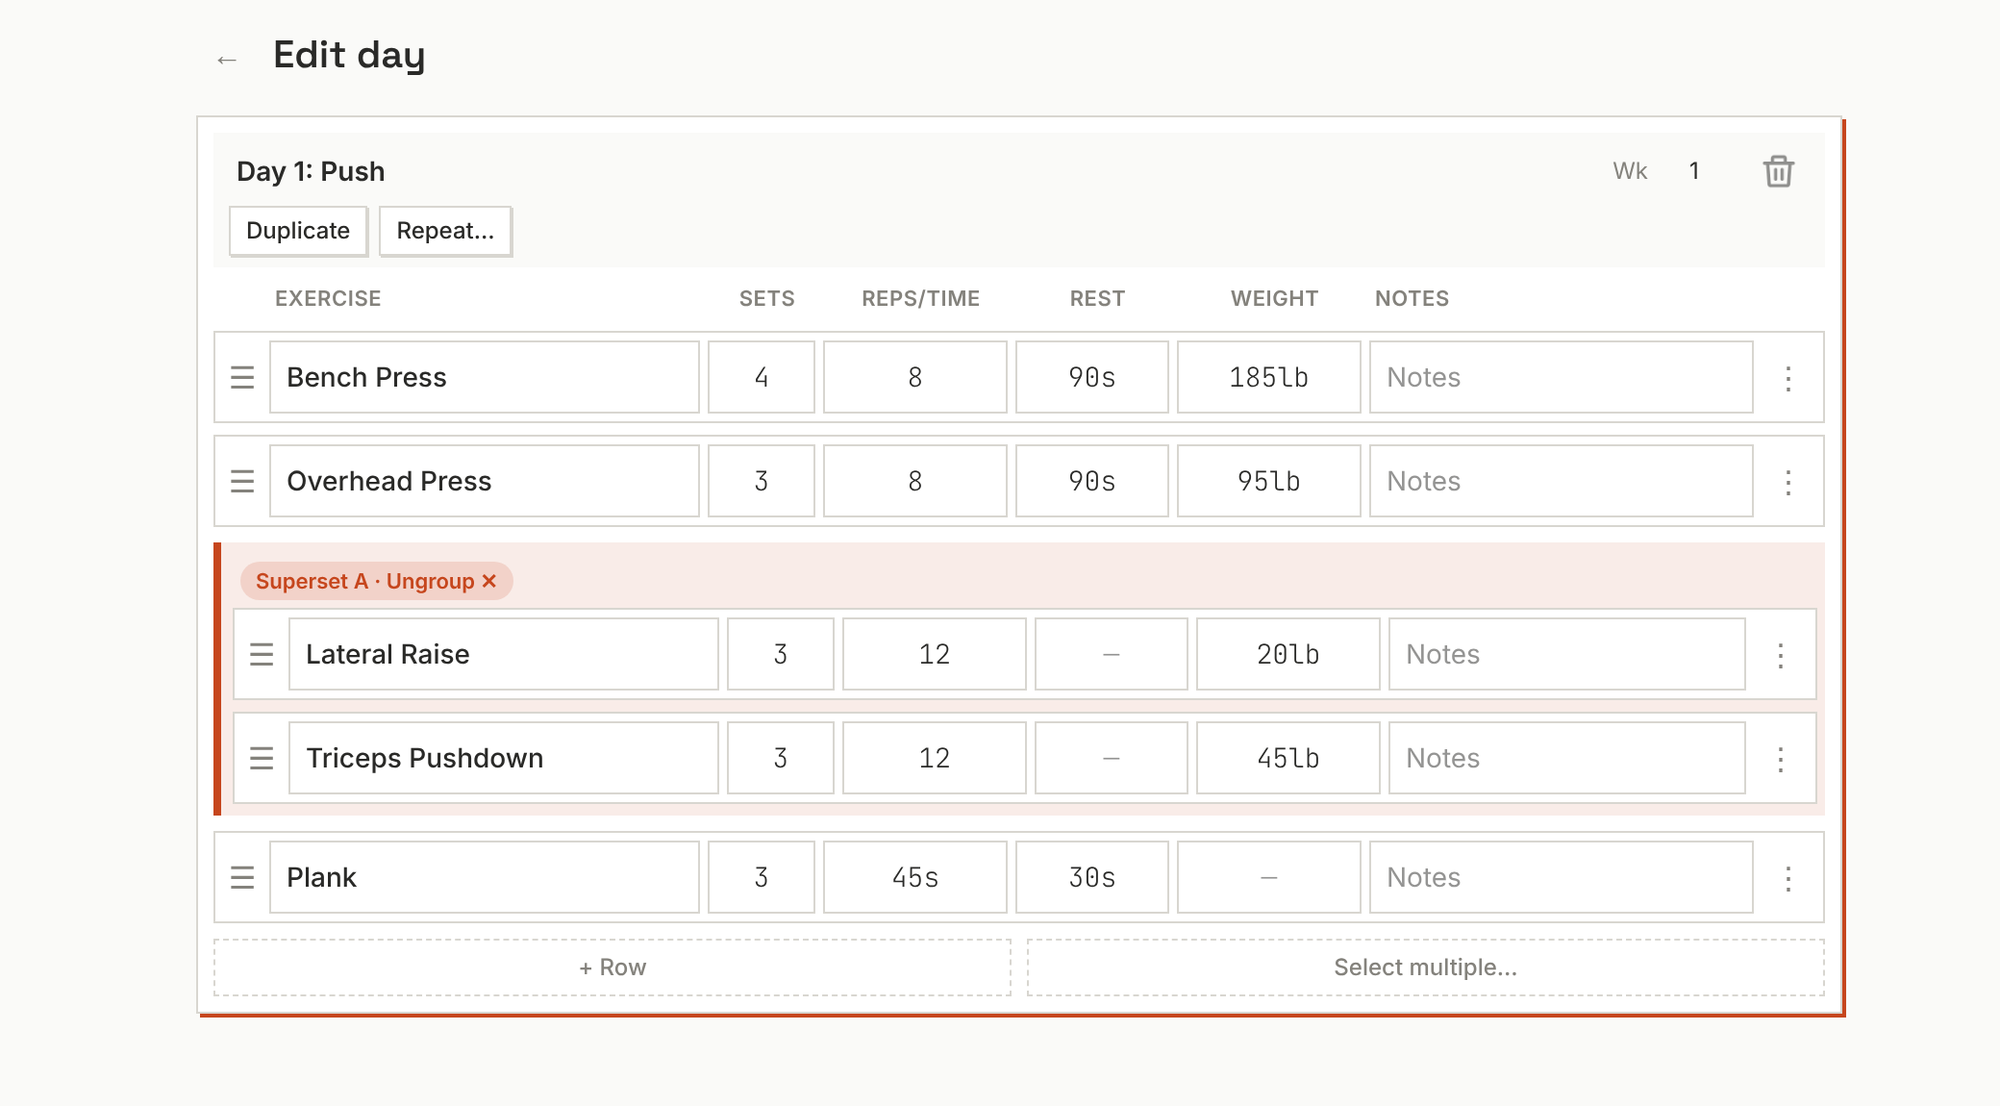 ← Edit day
Day 1: Push Wk 1
Duplicate Repeat...
EXERCISE SETS REPS/TIME REST WEIGHT NOTES
Bench Press 4 8 90s 185lb Notes
Overhead Press 3 8 90s 95lb Notes
Superset A · Ungroup ✕
Lateral Raise 3 12 — 20lb Notes
Triceps Pushdown 3 12 — 45lb Notes
Plank 3 45s 30s — Notes
+ Row Select multiple...